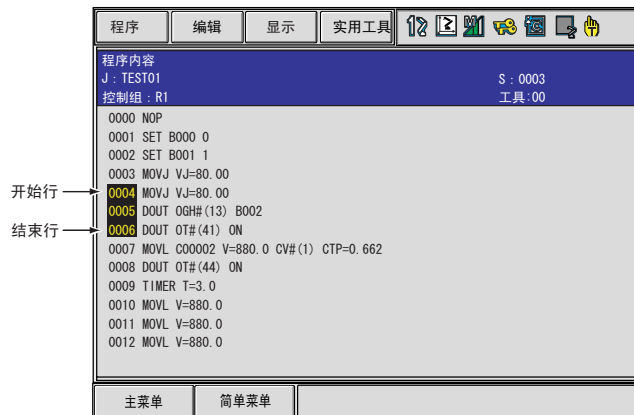 程序 编辑 显示 实用工具
程序内容
J：TEST01 S：0003
控制组：R1 工具:00
0000 NOP
0001 SET B000 0
0002 SET B001 1
0003 MOVJ VJ=80.00
开始行 0004 MOVJ VJ=80.00
0005 DOUT OGH#(13) B002
结束行 0006 DOUT OT#(41) ON
0007 MOVL C00002 V=880.0 CV#(1) CTP=0.662
0008 DOUT OT#(44) ON
0009 TIMER T=3.0
0010 MOVL V=880.0
0011 MOVL V=880.0
0012 MOVL V=880.0
主菜单 简单菜单